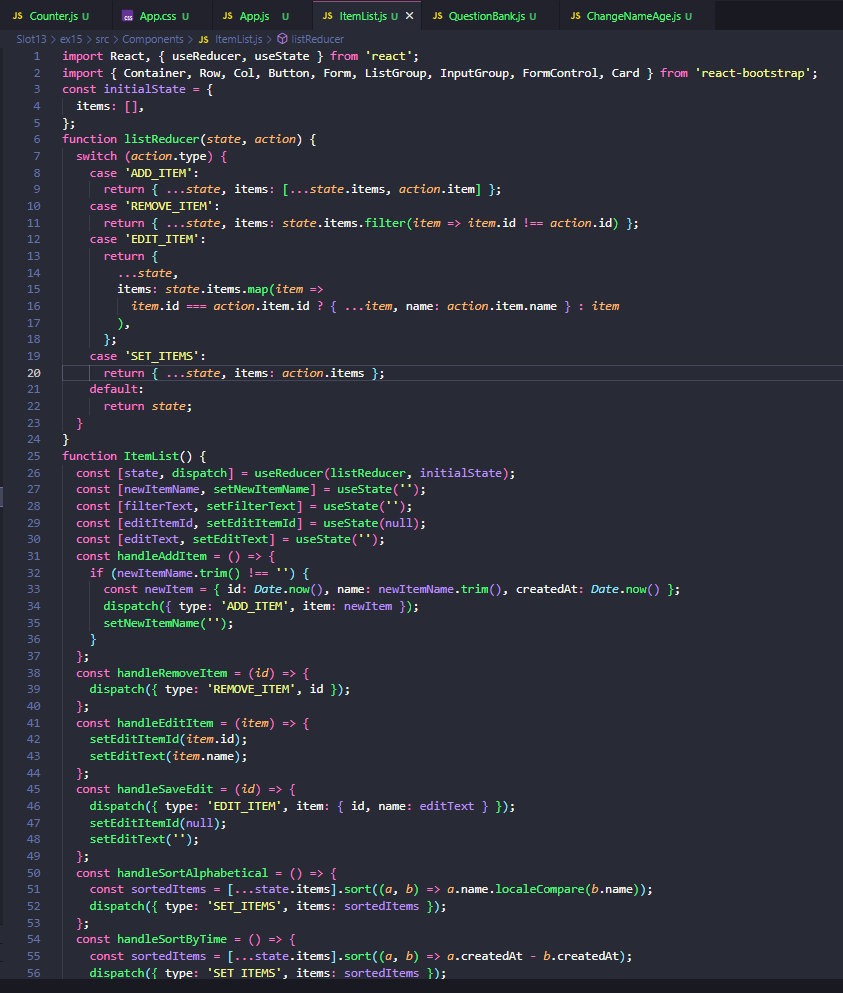 JS Counter.js U App.css U JS App.js U JS ItemList.js U × JS QuestionBank.js U JS ChangeNameAge.js U
Slot13 > ex15 > src > Components > JS ItemList.js > listReducer
1 import React, { useReducer, useState } from 'react';
2 import { Container, Row, Col, Button, Form, ListGroup, InputGroup, FormControl, Card } from 'react-bootstrap';
3 const initialState = {
4   items: [],
5 };
6 function listReducer(state, action) {
7   switch (action.type) {
8     case 'ADD_ITEM':
9       return { ...state, items: [...state.items, action.item] };
10     case 'REMOVE_ITEM':
11       return { ...state, items: state.items.filter(item => item.id !== action.id) };
12     case 'EDIT_ITEM':
13       return {
14         ...state,
15         items: state.items.map(item =>
16           item.id === action.item.id ? { ...item, name: action.item.name } : item
17         ),
18       };
19     case 'SET_ITEMS':
20       return { ...state, items: action.items };
21     default:
22       return state;
23   }
24 }
25 function ItemList() {
26   const [state, dispatch] = useReducer(listReducer, initialState);
27   const [newItemName, setNewItemName] = useState('');
28   const [filterText, setFilterText] = useState('');
29   const [editItemId, setEditItemId] = useState(null);
30   const [editText, setEditText] = useState('');
31   const handleAddItem = () => {
32     if (newItemName.trim() !== '') {
33       const newItem = { id: Date.now(), name: newItemName.trim(), createdAt: Date.now() };
34       dispatch({ type: 'ADD_ITEM', item: newItem });
35       setNewItemName('');
36     }
37   };
38   const handleRemoveItem = (id) => {
39     dispatch({ type: 'REMOVE_ITEM', id });
40   };
41   const handleEditItem = (item) => {
42     setEditItemId(item.id);
43     setEditText(item.name);
44   };
45   const handleSaveEdit = (id) => {
46     dispatch({ type: 'EDIT_ITEM', item: { id, name: editText } });
47     setEditItemId(null);
48     setEditText('');
49   };
50   const handleSortAlphabetical = () => {
51     const sortedItems = [...state.items].sort((a, b) => a.name.localeCompare(b.name));
52     dispatch({ type: 'SET_ITEMS', items: sortedItems });
53   };
54   const handleSortByTime = () => {
55     const sortedItems = [...state.items].sort((a, b) => a.createdAt - b.createdAt);
56     dispatch({ type: 'SET_ITEMS', items: sortedItems });